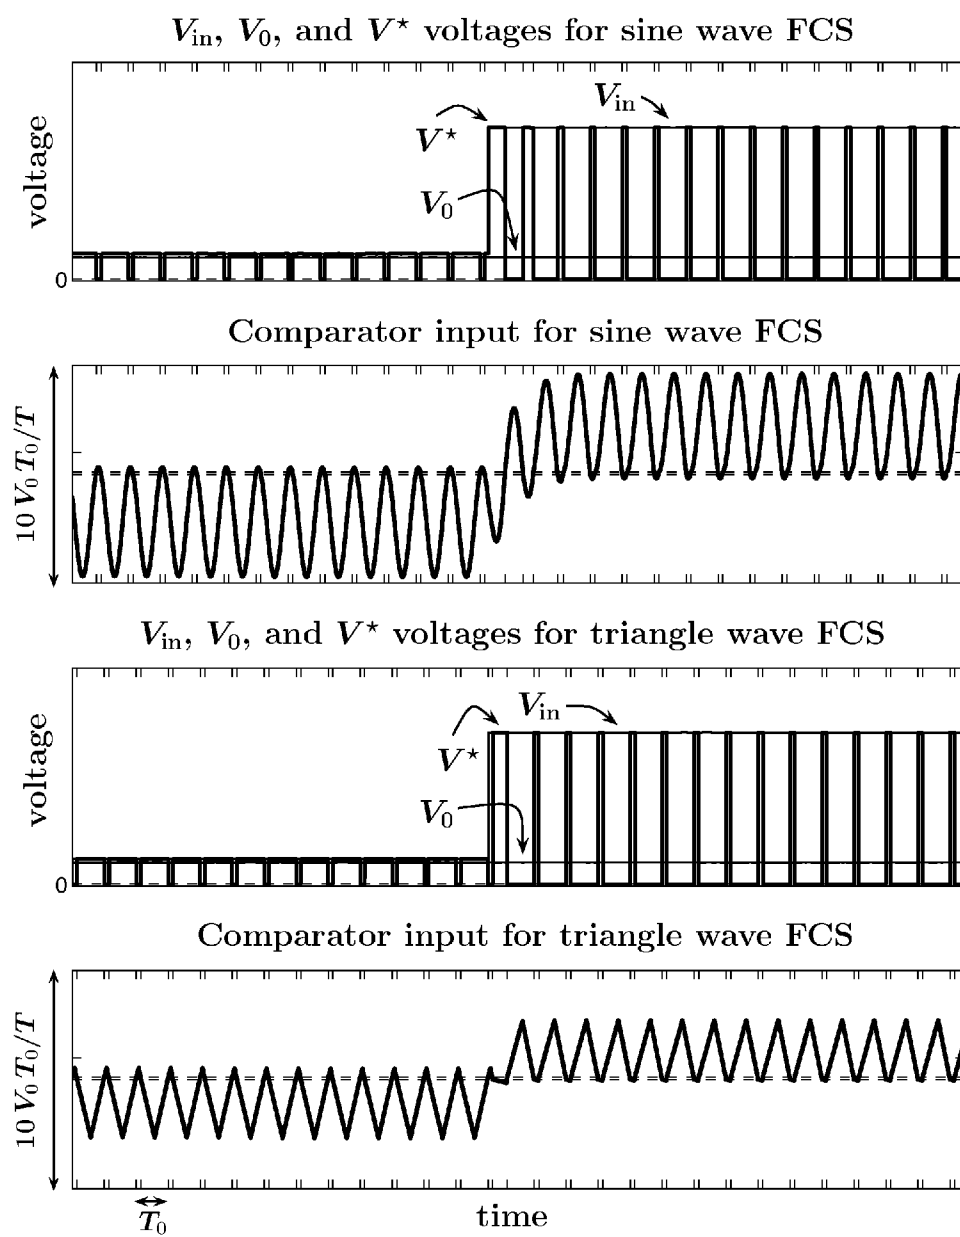 Vin, V0, and V⋆ voltages for sine wave FCS
voltage
Vin
V⋆
V0
0
Comparator input for sine wave FCS
10 V0 T0/T
Vin, V0, and V⋆ voltages for triangle wave FCS
voltage
Vin
V⋆
V0
0
Comparator input for triangle wave FCS
10 V0 T0/T
T0
time